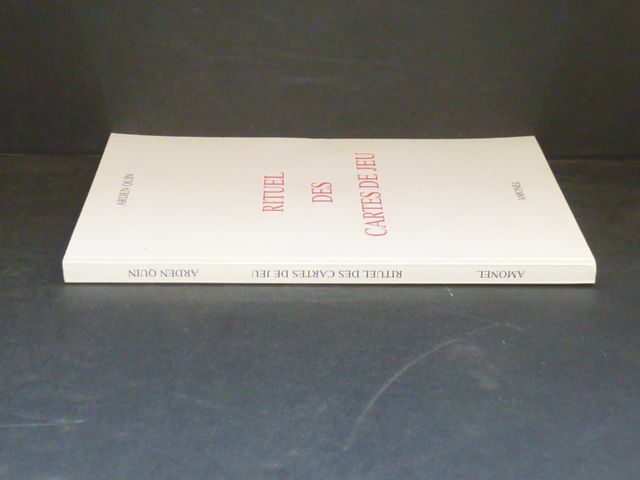 ARDEN QUIN
RITUEL
DES
CARTES DE JEU
AMONEL
AMONEL RITUEL DES CARTES DE JEU ARDEN QUIN